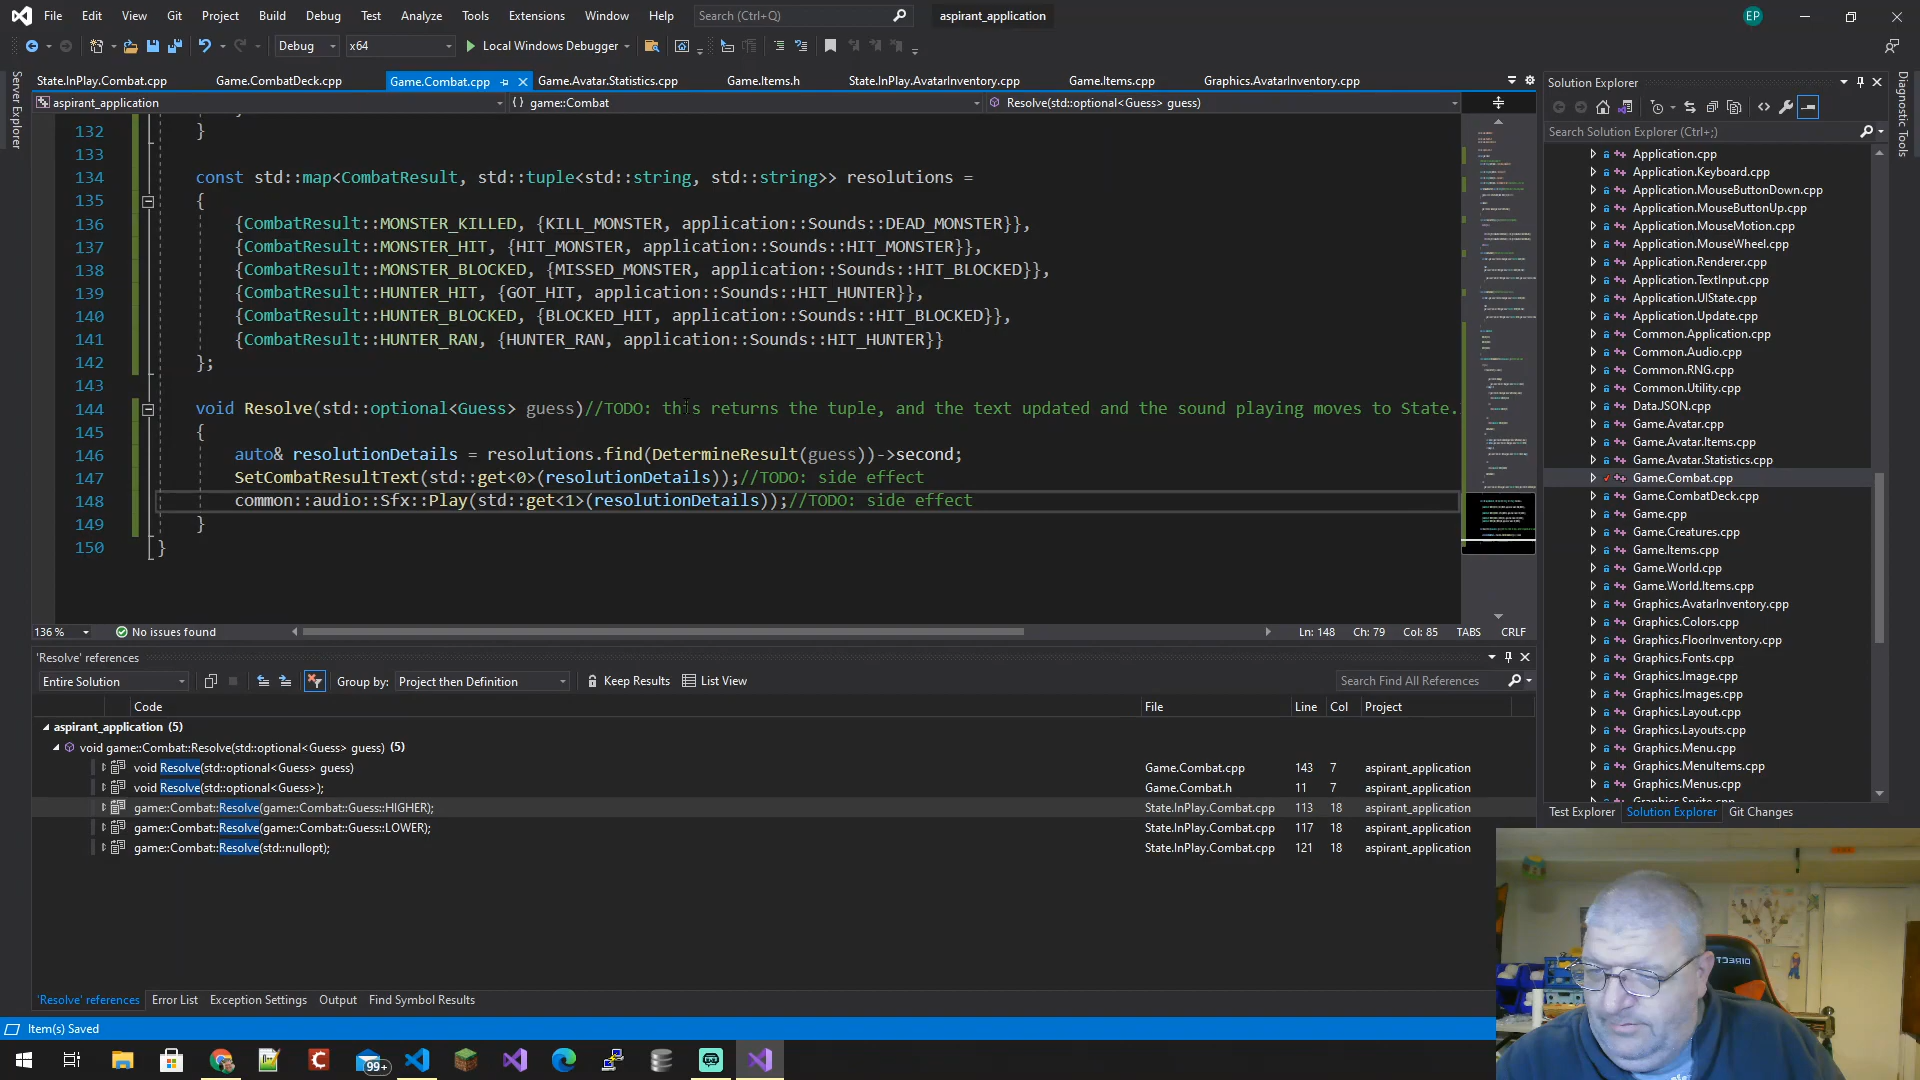 File Edit View Git Project Build Debug Test Analyze Tools Extensions Window Help Search (Ctrl+Q) aspirant_application EP
Debug x64 Local Windows Debugger
Server Explorer
State.InPlay.Combat.cpp Game.CombatDeck.cpp Game.Combat.cpp Game.Avatar.Statistics.cpp Game.Items.h State.InPlay.AvatarInventory.cpp Game.Items.cpp Graphics.AvatarInventory.cpp
aspirant_application {} game::Combat Resolve(std::optional<Guess> guess)
132 }
133
134 const std::map<CombatResult, std::tuple<std::string, std::string>> resolutions =
135 {
136 {CombatResult::MONSTER_KILLED, {KILL_MONSTER, application::Sounds::DEAD_MONSTER}},
137 {CombatResult::MONSTER_HIT, {HIT_MONSTER, application::Sounds::HIT_MONSTER}},
138 {CombatResult::MONSTER_BLOCKED, {MISSED_MONSTER, application::Sounds::HIT_BLOCKED}},
139 {CombatResult::HUNTER_HIT, {GOT_HIT, application::Sounds::HIT_HUNTER}},
140 {CombatResult::HUNTER_BLOCKED, {BLOCKED_HIT, application::Sounds::HIT_BLOCKED}},
141 {CombatResult::HUNTER_RAN, {HUNTER_RAN, application::Sounds::HIT_HUNTER}}
142 };
143
144 void Resolve(std::optional<Guess> guess)//TODO: this returns the tuple, and the text updated and the sound playing moves to State.
145 {
146 auto& resolutionDetails = resolutions.find(DetermineResult(guess))->second;
147 SetCombatResultText(std::get<0>(resolutionDetails));//TODO: side effect
148 common::audio::Sfx::Play(std::get<1>(resolutionDetails));//TODO: side effect
149 }
150 }
136 % No issues found Ln: 148 Ch: 79 Col: 85 TABS CRLF
'Resolve' references
Entire Solution Group by: Project then Definition Keep Results List View Search Find All References
Code File Line Col Project
aspirant_application (5)
void game::Combat::Resolve(std::optional<Guess> guess) (5)
void Resolve(std::optional<Guess> guess) Game.Combat.cpp 143 7 aspirant_application
void Resolve(std::optional<Guess>); Game.Combat.h 11 7 aspirant_application
game::Combat::Resolve(game::Combat::Guess::HIGHER); State.InPlay.Combat.cpp 113 18 aspirant_application
game::Combat::Resolve(game::Combat::Guess::LOWER); State.InPlay.Combat.cpp 117 18 aspirant_application
game::Combat::Resolve(std::nullopt); State.InPlay.Combat.cpp 121 18 aspirant_application
'Resolve' references Error List Exception Settings Output Find Symbol Results
Item(s) Saved
99+
Solution Explorer
Search Solution Explorer (Ctrl+;)
Application.cpp
Application.Keyboard.cpp
Application.MouseButtonDown.cpp
Application.MouseButtonUp.cpp
Application.MouseMotion.cpp
Application.MouseWheel.cpp
Application.Renderer.cpp
Application.TextInput.cpp
Application.UIState.cpp
Application.Update.cpp
Common.Application.cpp
Common.Audio.cpp
Common.RNG.cpp
Common.Utility.cpp
Data.JSON.cpp
Game.Avatar.cpp
Game.Avatar.Items.cpp
Game.Avatar.Statistics.cpp
Game.Combat.cpp
Game.CombatDeck.cpp
Game.cpp
Game.Creatures.cpp
Game.Items.cpp
Game.World.cpp
Game.World.Items.cpp
Graphics.AvatarInventory.cpp
Graphics.Colors.cpp
Graphics.FloorInventory.cpp
Graphics.Fonts.cpp
Graphics.Image.cpp
Graphics.Images.cpp
Graphics.Layout.cpp
Graphics.Layouts.cpp
Graphics.Menu.cpp
Graphics.MenuItems.cpp
Graphics.Menus.cpp
Graphics.Sprite.cpp
Test Explorer Solution Explorer Git Changes
Diagnostic Tools